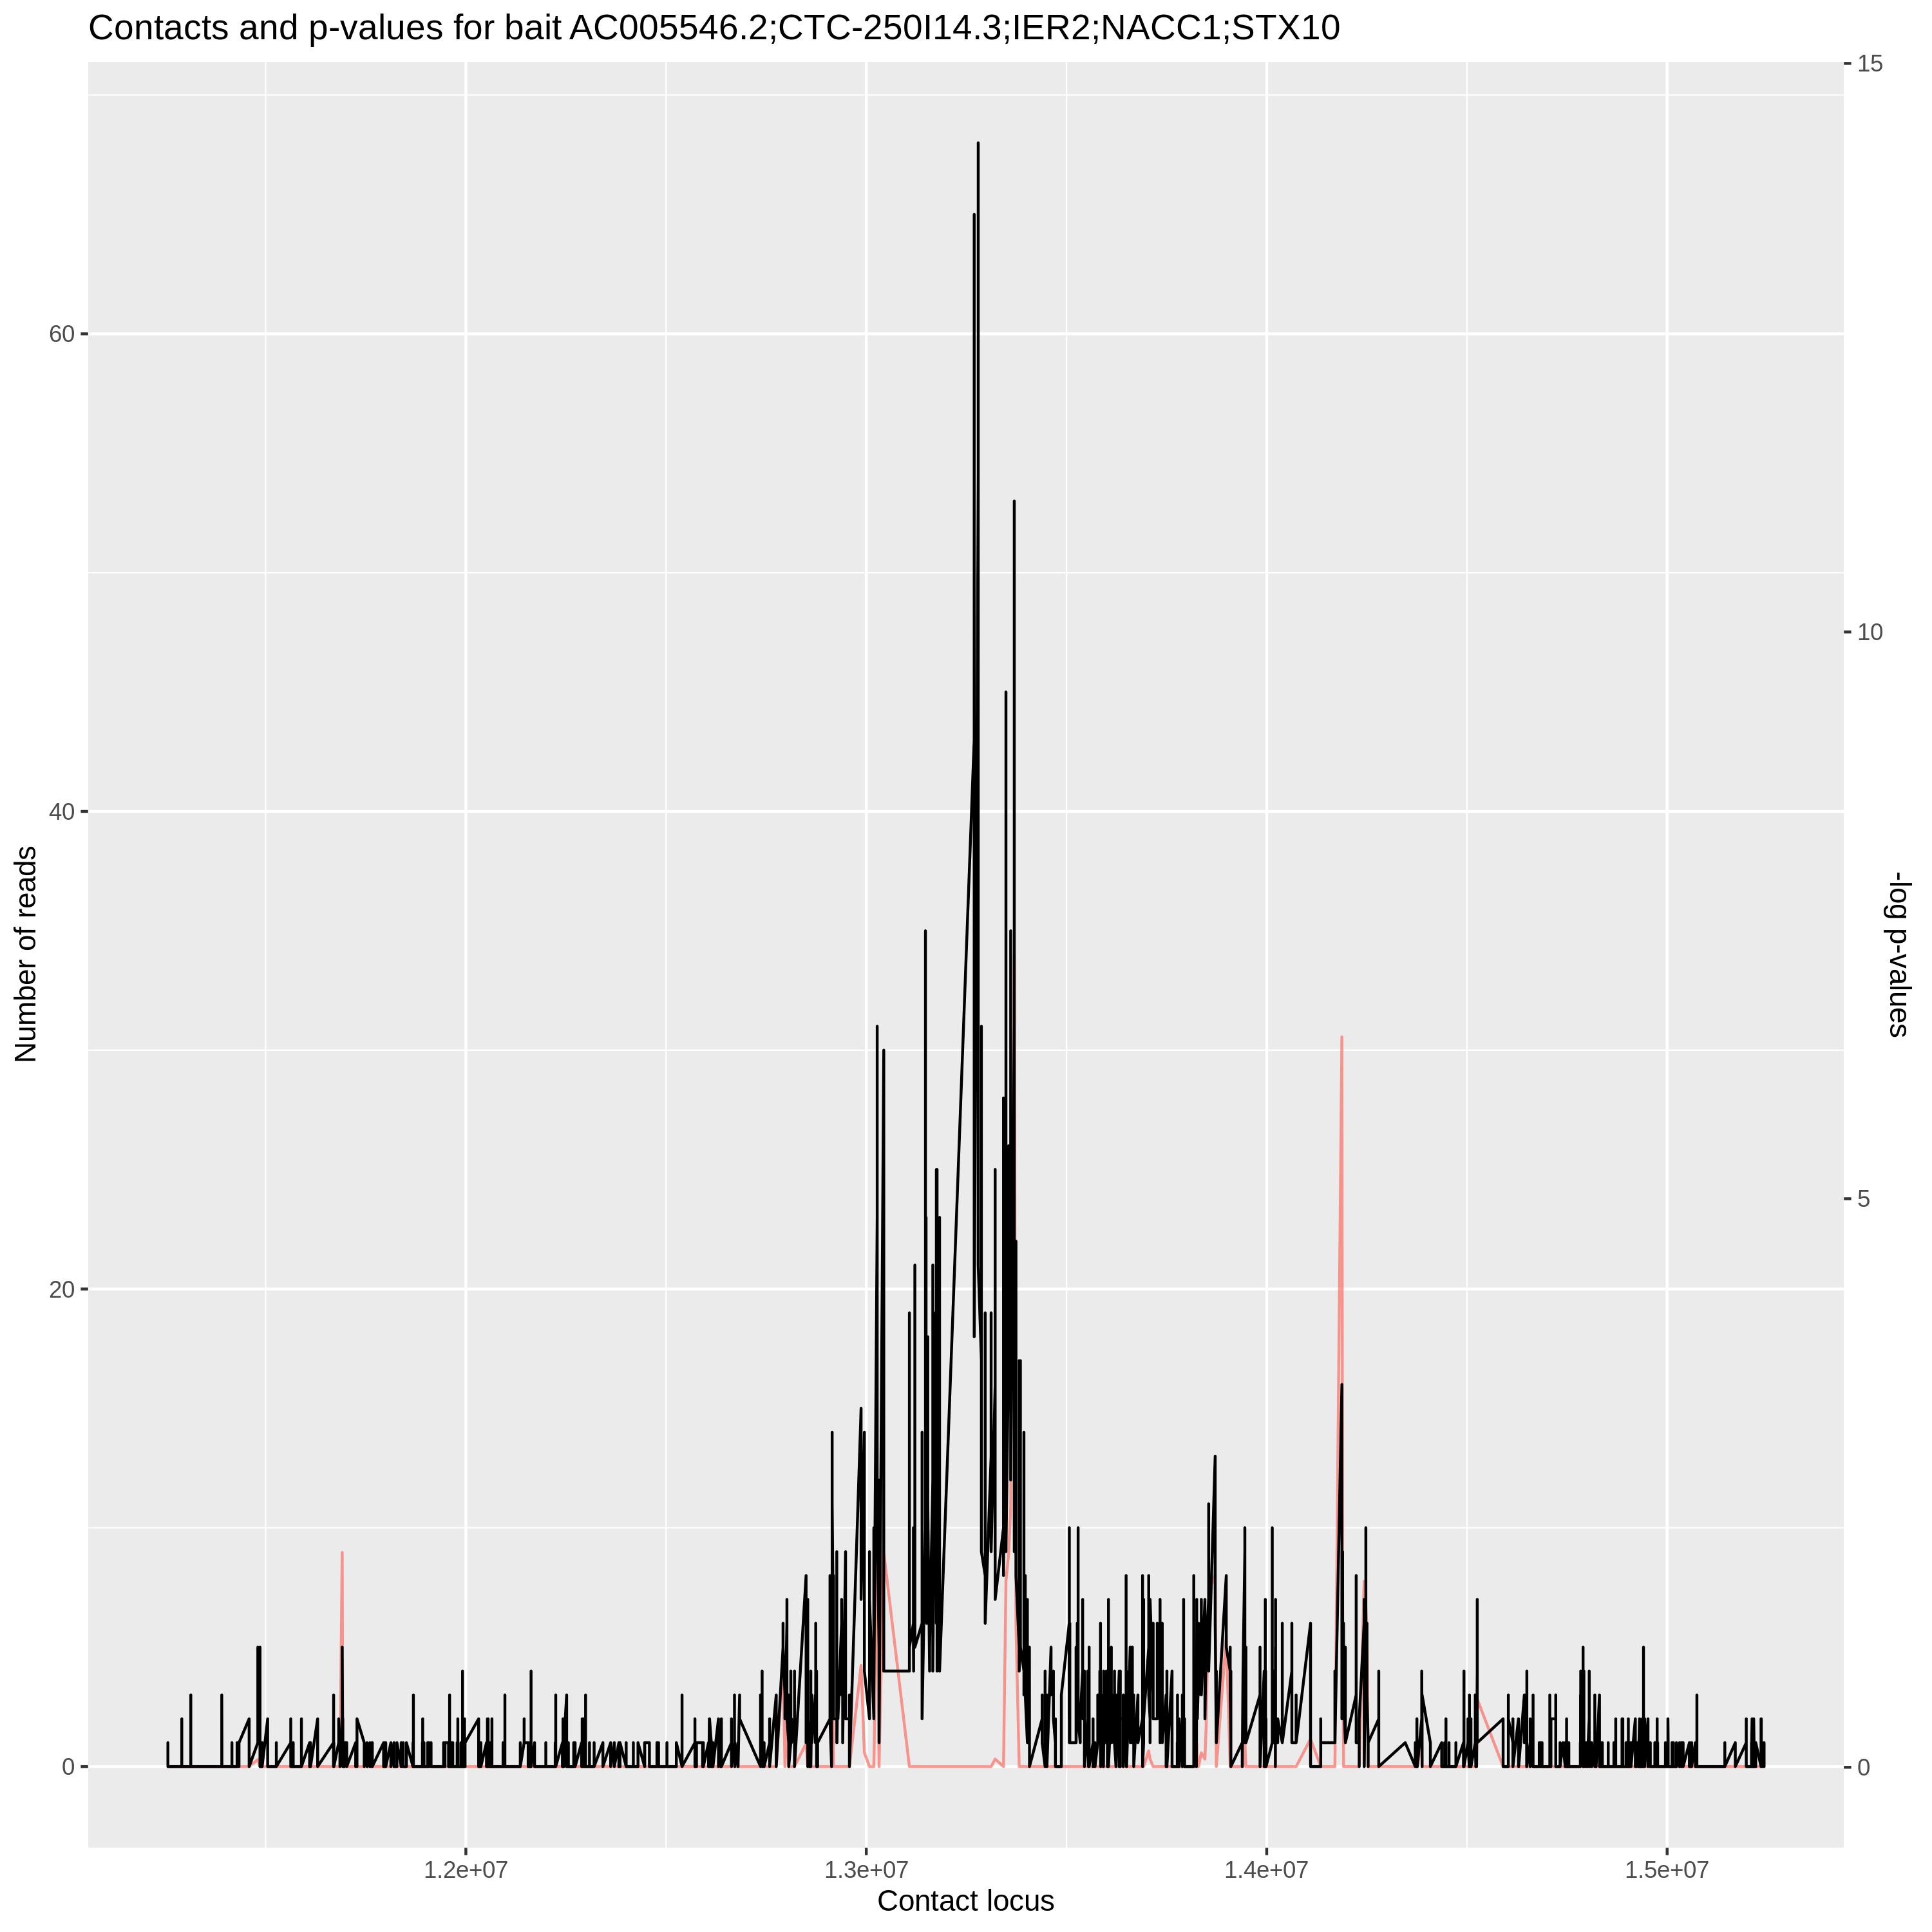 Contacts and p-values for bait AC005546.2;CTC-250I14.3;IER2;NACC1;STX10
15
60
10
40
Number of reads
-log p-values
5
20
0
0
1.2e+07
1.3e+07
1.4e+07
1.5e+07
Contact locus